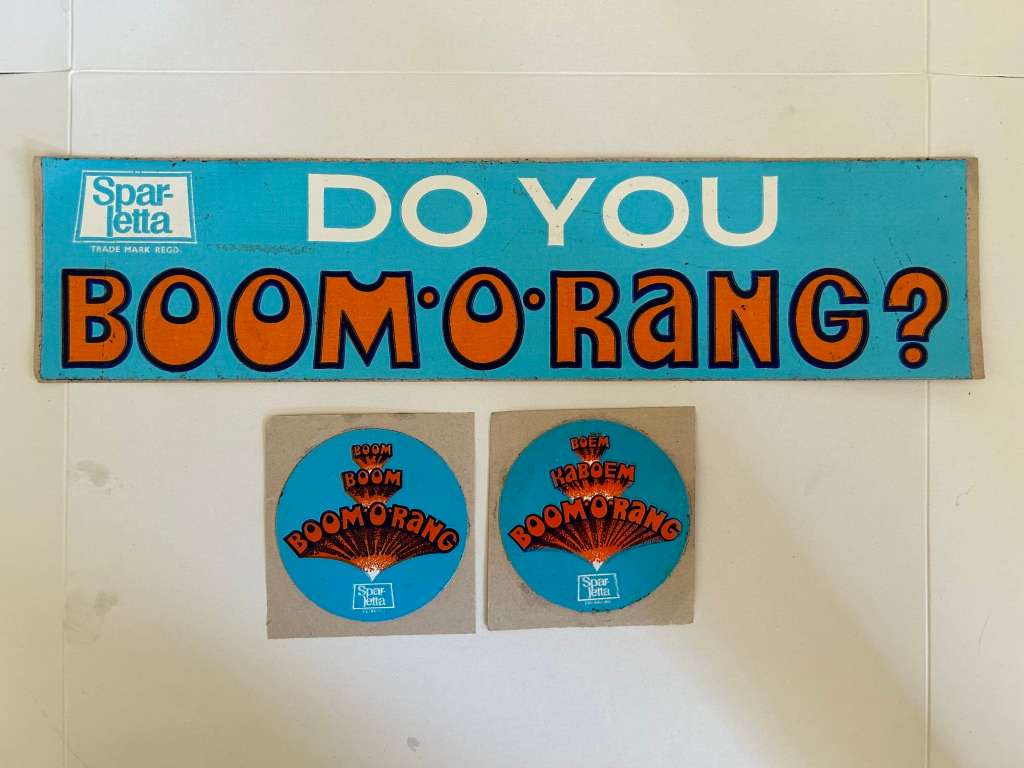 Spar-
letta
TRADE MARK REGD.
DO YOU
BOOM·O·RANG?
BOOM
BOOM
BOOM·O·RANG
Spar-
letta
BOEM
KABOEM
BOOM·O·RANG
Spar-
letta